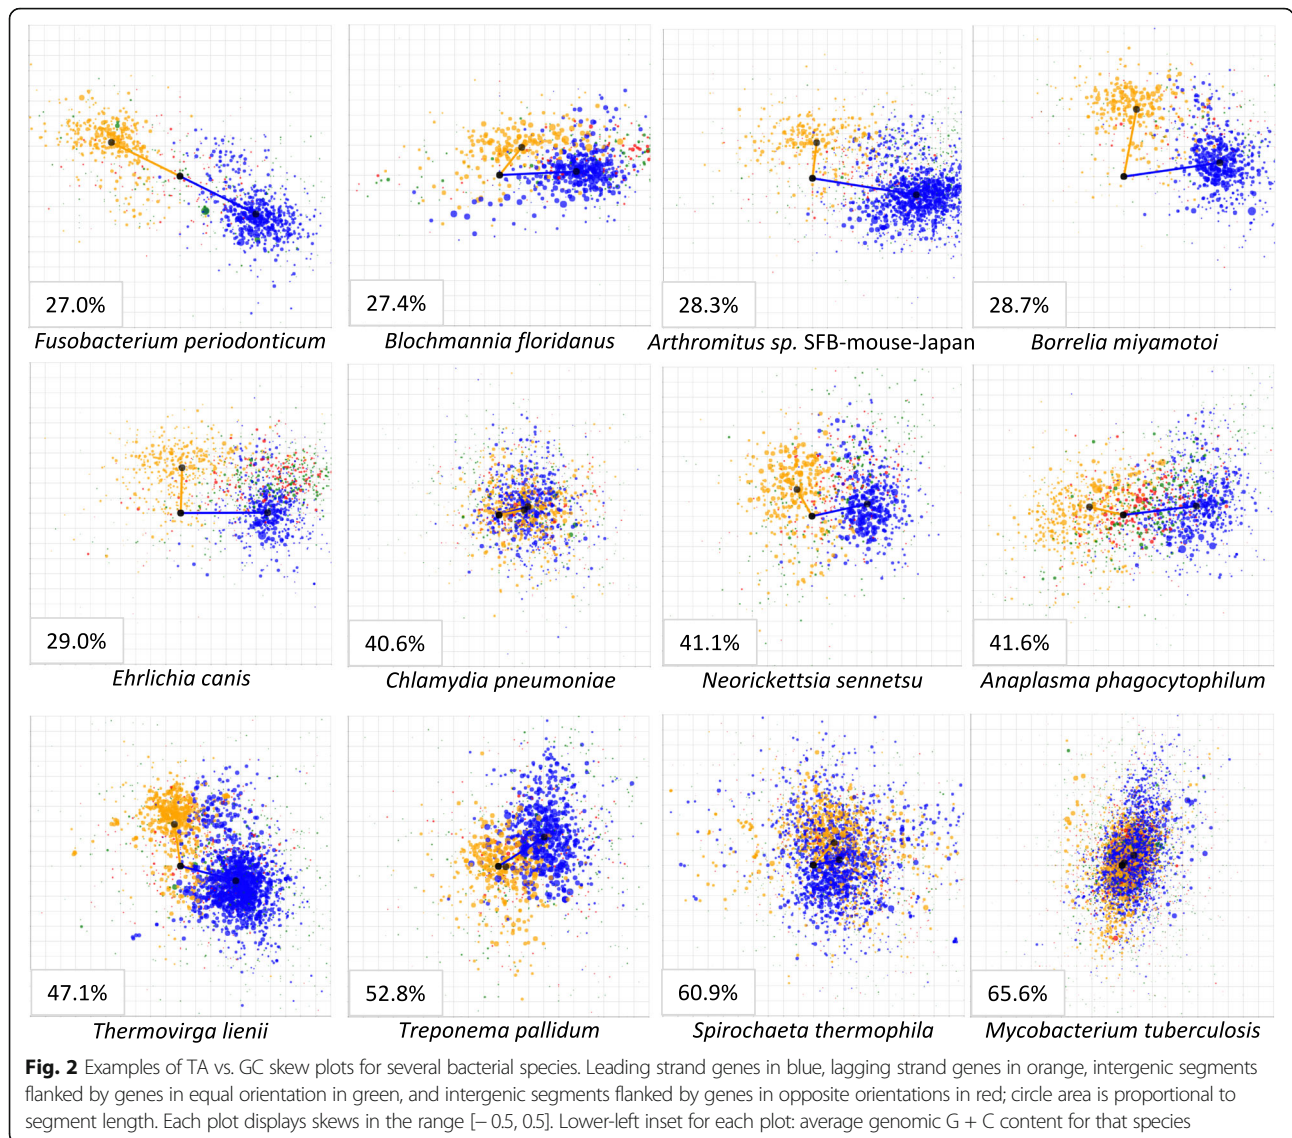 27.0%
27.4%
28.3%
28.7%
Fusobacterium periodonticum
Blochmannia floridanus
Arthromitus sp. SFB-mouse-Japan
Borrelia miyamotoi
29.0%
40.6%
41.1%
41.6%
Ehrlichia canis
Chlamydia pneumoniae
Neorickettsia sennetsu
Anaplasma phagocytophilum
47.1%
52.8%
60.9%
65.6%
Thermovirga lienii
Treponema pallidum
Spirochaeta thermophila
Mycobacterium tuberculosis
Fig. 2 Examples of TA vs. GC skew plots for several bacterial species. Leading strand genes in blue, lagging strand genes in orange, intergenic segments
flanked by genes in equal orientation in green, and intergenic segments flanked by genes in opposite orientations in red; circle area is proportional to
segment length. Each plot displays skews in the range [− 0.5, 0.5]. Lower-left inset for each plot: average genomic G + C content for that species